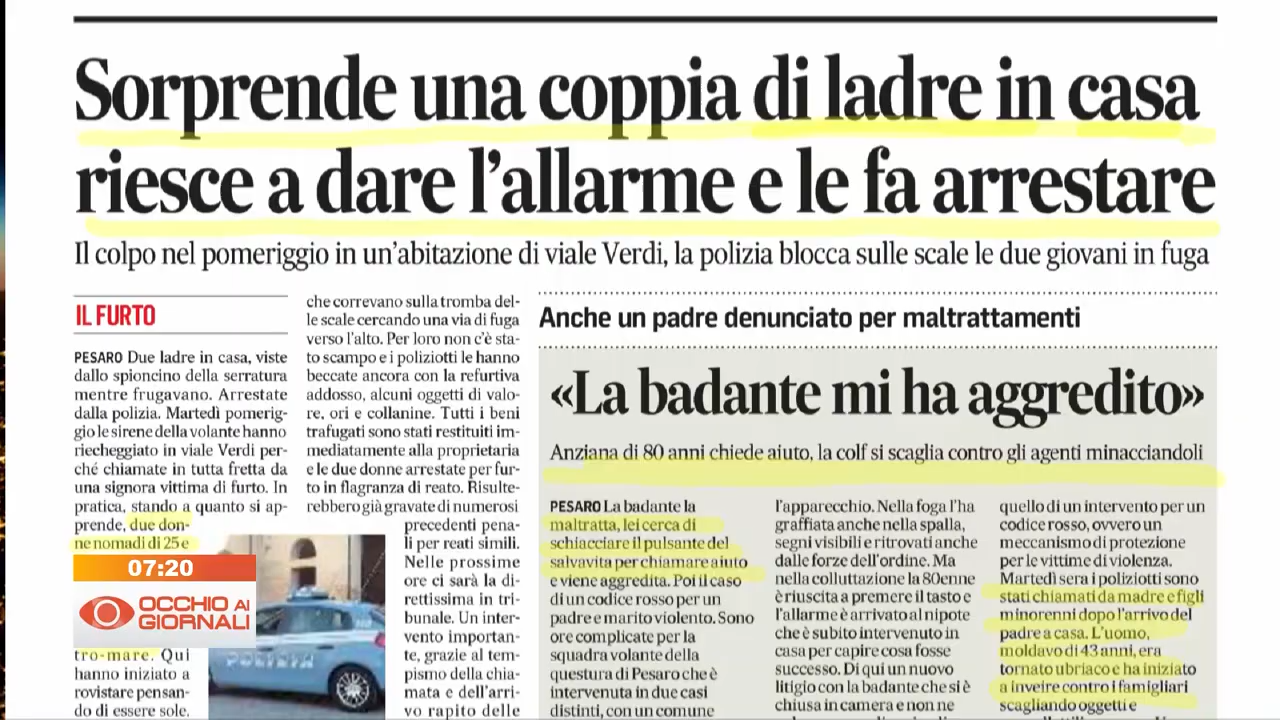 Sorprende una coppia di ladre in casa
riesce a dare l'allarme e le fa arrestare
Il colpo nel pomeriggio in un'abitazione di viale Verdi, la polizia blocca sulle scale le due giovani in fuga
IL FURTO
PESARO Due ladre in casa, viste
dallo spioncino della serratura
mentre frugavano. Arrestate
dalla polizia. Martedì pomerig-
gio le sirene della volante hanno
riecheggiato in viale Verdi per-
ché chiamate in tutta fretta da
una signora vittima di furto. In
pratica, stando a quanto si ap-
prende, due don-
ne nomadi di 25 e
07:20
OCCHIO AI
GIORNALI
tro-mare. Qui
hanno iniziato a
rovistare pensan-
do di essere sole.
che correvano sulla tromba del-
le scale cercando una via di fuga
verso l'alto. Per loro non c'è sta-
to scampo e i poliziotti le hanno
beccate ancora con la refurtiva
addosso, alcuni oggetti di valo-
re, ori e collanine. Tutti i beni
trafugati sono stati restituiti im-
mediatamente alla proprietaria
e le due donne arrestate per fur-
to in flagranza di reato. Risulte-
rebbero già gravate di numerosi
precedenti pena-
li per reati simili.
Nelle prossime
ore ci sarà la di-
rettissima in tri-
bunale. Un inter-
vento importan-
te, grazie al tem-
pismo della chia-
mata e dell'arri-
vo rapito delle
POLIZIA
Anche un padre denunciato per maltrattamenti
«La badante mi ha aggredito»
Anziana di 80 anni chiede aiuto, la colf si scaglia contro gli agenti minacciandoli
PESARO La badante la
maltratta, lei cerca di
schiacciare il pulsante del
salvavita per chiamare aiuto
e viene aggredita. Poi il caso
di un codice rosso per un
padre e marito violento. Sono
ore complicate per la
squadra volante della
questura di Pesaro che è
intervenuta in due casi
distinti, con un comune
l'apparecchio. Nella foga l'ha
graffiata anche nella spalla,
segni visibili e ritrovati anche
dalle forze dell'ordine. Ma
nella colluttazione la 80enne
è riuscita a premere il tasto e
l'allarme è arrivato al nipote
che è subito intervenuto in
casa per capire cosa fosse
successo. Di qui un nuovo
litigio con la badante che si è
chiusa in camera e non ne
quello di un intervento per un
codice rosso, ovvero un
meccanismo di protezione
per le vittime di violenza.
Martedì sera i poliziotti sono
stati chiamati da madre e figli
minorenni dopo l'arrivo del
padre a casa. L'uomo,
moldavo di 43 anni, era
tornato ubriaco e ha iniziato
a inveire contro i famigliari
scagliando oggetti e